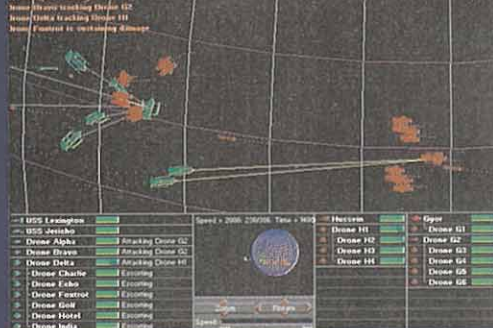 Drone Bravo tracking Drone G2
Drone Delta tracking Drone H1
Drone Foxtrot is sustaining damage
USS Lexington
USS Jericho
Drone Alpha Attacking Drone G2
Drone Bravo Attacking Drone G2
Drone Delta Attacking Drone H1
Drone Charlie Escorting
Drone Echo Escorting
Drone Foxtrot Escorting
Drone Golf Escorting
Drone Hotel Escorting
Drone India Escorting
Speed
Hussein
Drone H1
Drone H2
Drone H3
Drone H4
Drone G1
Drone G2
Drone G3
Drone G4
Drone G5
Drone G6